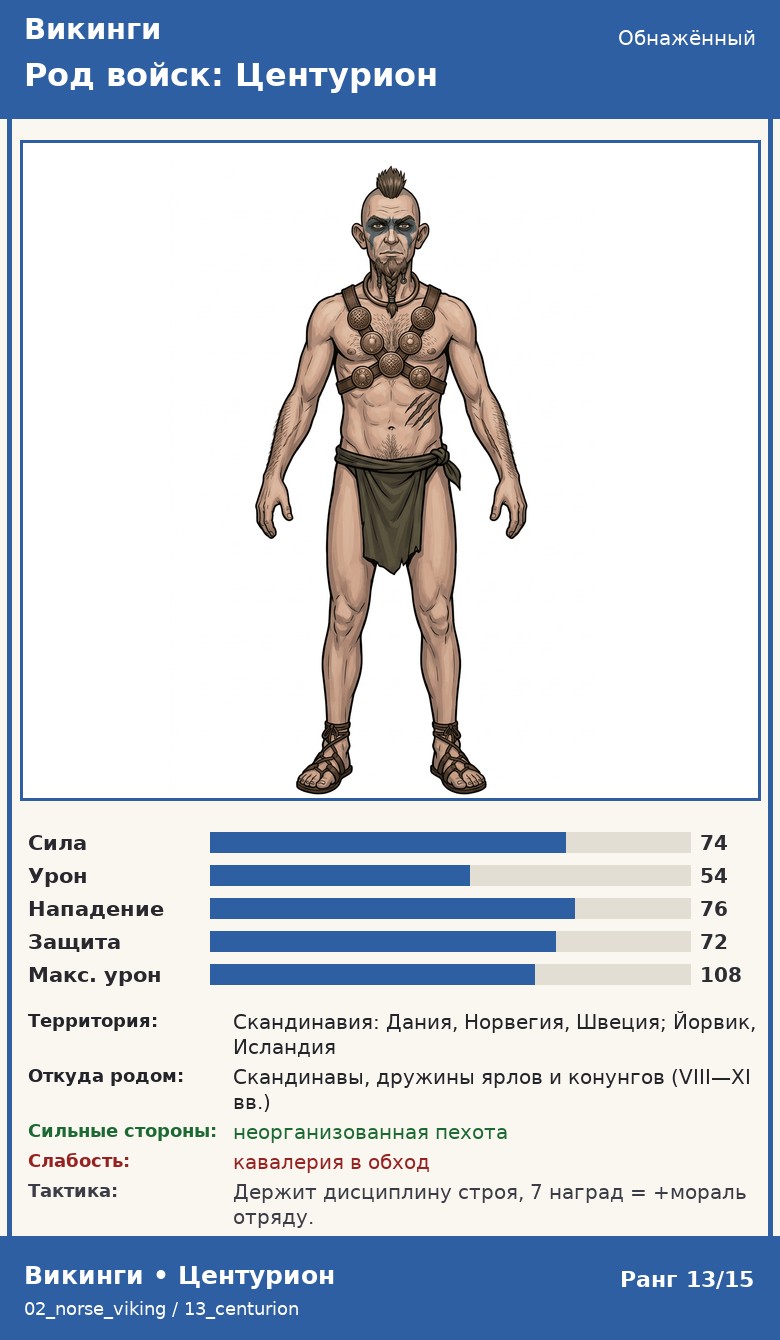 Викинги
Обнажённый
Род войск: Центурион
Сила 74
Урон 54
Нападение 76
Защита 72
Макс. урон 108
Территория: Скандинавия: Дания, Норвегия, Швеция; Йорвик,
Исландия
Откуда родом: Скандинавы, дружины ярлов и конунгов (VIII—XI
вв.)
Сильные стороны: неорганизованная пехота
Слабость: кавалерия в обход
Тактика: Держит дисциплину строя, 7 наград = +мораль
отряду.
Викинги • Центурион
Ранг 13/15
02_norse_viking / 13_centurion